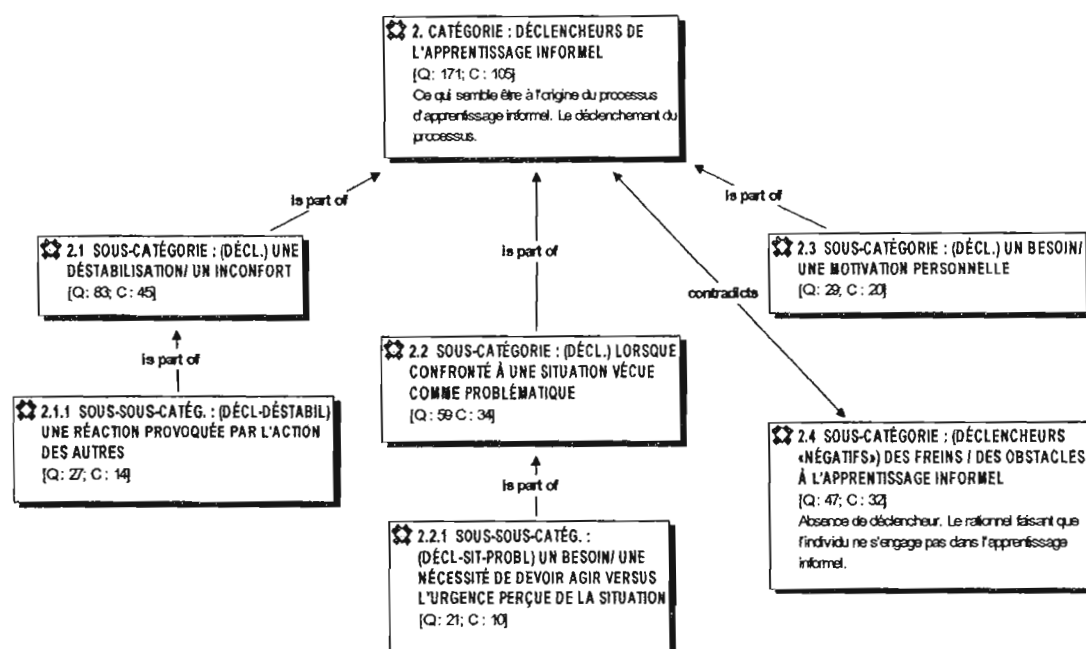 2. CATÉGORIE : DÉCLENCHEURS DE
L'APPRENTISSAGE INFORMEL
[Q: 171; C : 105]
Ce qui semble être à l'origine du processus
d'apprentissage informel. Le déclenchement du
processus.
is part of
is part of
is part of
contradicts
2.1 SOUS-CATÉGORIE : (DÉCL.) UNE
DÉSTABILISATION/ UN INCONFORT
[Q: 83; C : 45]
2.3 SOUS-CATÉGORIE : (DÉCL.) UN BESOIN/
UNE MOTIVATION PERSONNELLE
[Q: 29; C : 20]
is part of
2.2 SOUS-CATÉGORIE : (DÉCL.) LORSQUE
CONFRONTÉ À UNE SITUATION VÉCUE
COMME PROBLÉMATIQUE
[Q : 59 C : 34]
2.1.1 SOUS-SOUS-CATÉG. : (DÉCL-DÉSTABIL)
UNE RÉACTION PROVOQUÉE PAR L'ACTION
DES AUTRES
[Q : 27; C : 14]
2.4 SOUS-CATÉGORIE : (DÉCLENCHEURS
«NÉGATIFS») DES FREINS / DES OBSTACLES
À L'APPRENTISSAGE INFORMEL
[Q : 47; C : 32]
Absence de déclencheur. Le rationnel faisant que
l'individu ne s'engage pas dans l'apprentissage
informel.
is part of
2.2.1 SOUS-SOUS-CATÉG. :
(DÉCL-SIT-PROBL) UN BESOIN/ UNE
NÉCESSITÉ DE DEVOIR AGIR VERSUS
L'URGENCE PERÇUE DE LA SITUATION
[Q : 21; C : 10]